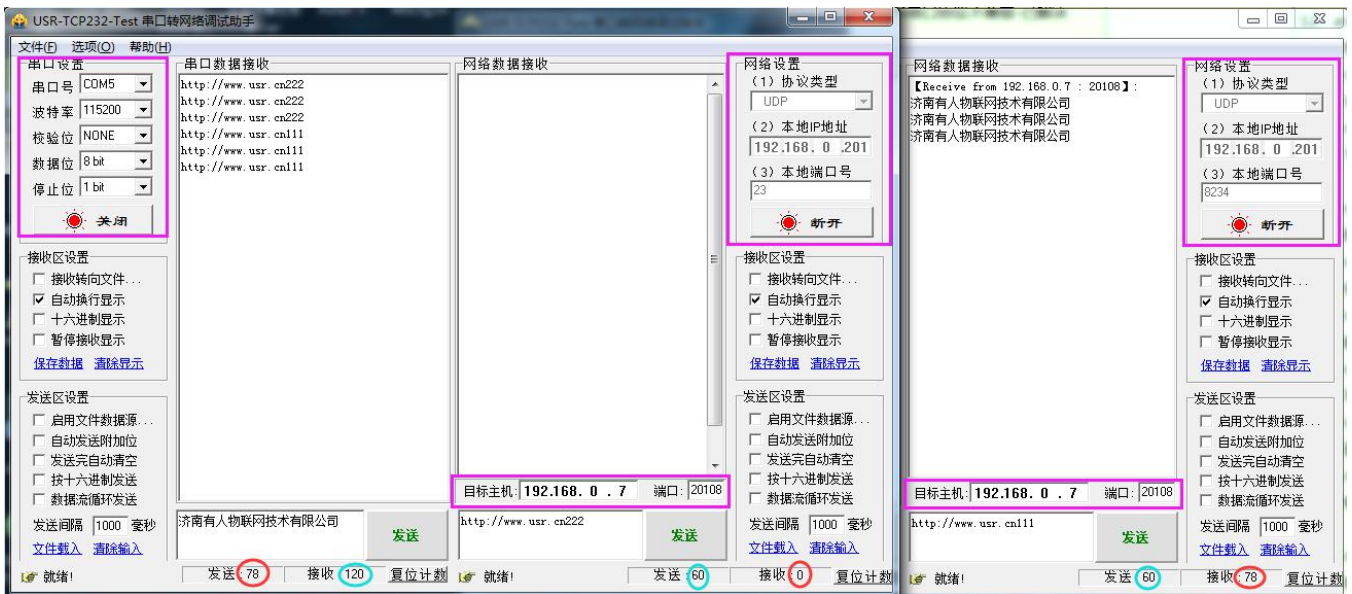 USR-TCP232-Test 串口转网络调试助手
文件(F) 选项(O) 帮助(H)
串口设置
串口号 COM5
波特率 115200
校验位 NONE
数据位 8 bit
停止位 1 bit
关闭
接收区设置
接收转向文件...
自动换行显示
十六进制显示
暂停接收显示
保存数据 清除显示
发送区设置
启用文件数据源...
自动发送附加位
发送完自动清空
按十六进制发送
数据流循环发送
发送间隔 1000 毫秒
文件载入 清除输入
就绪!
串口数据接收
http://www.usr.cn222
http://www.usr.cn222
http://www.usr.cn222
http://www.usr.cn111
http://www.usr.cn111
http://www.usr.cn111
济南有人物联网技术有限公司
发送
发送:78 接收:120 复位计数
网络数据接收
目标主机: 192.168. 0 . 7 端口: 20108
http://www.usr.cn222
发送
就绪!
发送:60 接收:0 复位计数
网络设置
(1) 协议类型
UDP
(2) 本地IP地址
192.168. 0 .201
(3) 本地端口号
23
断开
接收区设置
接收转向文件...
自动换行显示
十六进制显示
暂停接收显示
保存数据 清除显示
发送区设置
启用文件数据源...
自动发送附加位
发送完自动清空
按十六进制发送
数据流循环发送
发送间隔 1000 毫秒
文件载入 清除输入
网络数据接收
【Receive from 192.168.0.7 : 20108】:
济南有人物联网技术有限公司
济南有人物联网技术有限公司
济南有人物联网技术有限公司
目标主机: 192.168. 0 . 7 端口: 20108
http://www.usr.cn111
发送
就绪!
发送:60 接收:78 复位计数
网络设置
(1) 协议类型
UDP
(2) 本地IP地址
192.168. 0 .201
(3) 本地端口号
8234
断开
接收区设置
接收转向文件...
自动换行显示
十六进制显示
暂停接收显示
保存数据 清除显示
发送区设置
启用文件数据源...
自动发送附加位
发送完自动清空
按十六进制发送
数据流循环发送
发送间隔 1000 毫秒
文件载入 清除输入